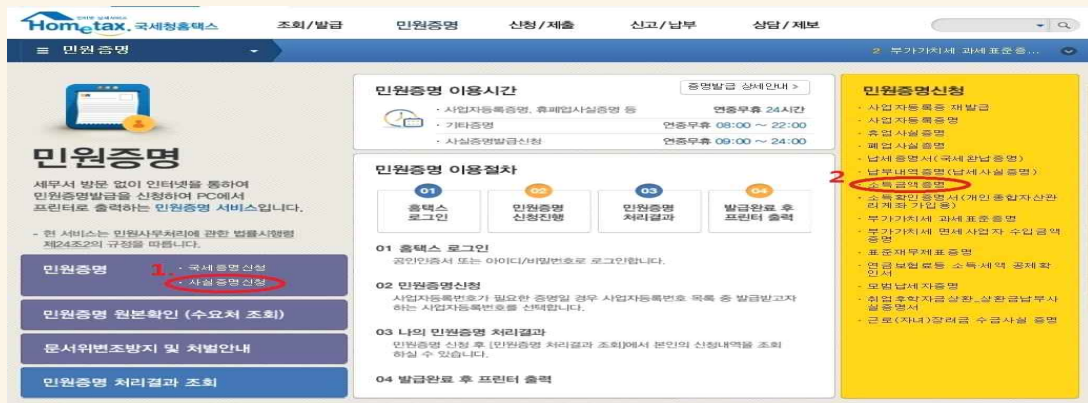 Hometax. 국세청홈택스
조회/발급
민원증명
신청/제출
신고/납부
상담/제보
민원증명
2 부가가치세 과세표준증...
민원증명
세무서 방문 없이 인터넷을 통하여
민원증명발급을 신청하여 PC에서
프린터로 출력하는 민원증명 서비스입니다.
- 현 서비스는 민원사무처리에 관한 법률시행령
제24조2의 규정을 따릅니다.
민원증명
1.
· 국세증명신청
· 사실증명신청
민원증명 원본확인 (수요처 조회)
문서위변조방지 및 처벌안내
민원증명 처리결과 조회
민원증명 이용시간
증명발급 상세안내 >
· 사업자등록증명, 휴폐업사실증명 등 연중무휴 24시간
· 기타증명 연중무휴 08:00 ~ 22:00
· 사실증명발급신청 연중무휴 09:00 ~ 24:00
민원증명 이용절차
01 02 03 04
홈택스 민원증명 민원증명 발급완료 후
로그인 신청진행 처리결과 프린터 출력
01 홈택스 로그인
공인인증서 또는 아이디/비밀번호로 로그인합니다.
02 민원증명신청
사업자등록번호가 필요한 증명일 경우 사업자등록번호 목록 중 발급받고자
하는 사업자등록번호를 선택합니다.
03 나의 민원증명 처리결과
민원증명 신청 후 [민원증명 처리결과 조회]에서 본인의 신청내역을 조회
하실 수 있습니다.
04 발급완료 후 프린터 출력
민원증명신청
· 사업자등록증 재발급
· 사업자등록증명
· 휴업사실증명
· 폐업사실증명
· 납세증명서(국세완납증명)
· 납부내역증명(납세사실증명)
2.
· 소득금액증명
· 소득확인증명서(개인종합자산관
리계좌 가입용)
· 부가가치세 과세표준증명
· 부가가치세 면세사업자 수입금액
증명
· 표준재무제표증명
· 연금보험료등 소득·세액 공제확
인서
· 모범납세자증명
· 취업후학자금상환_상환금납부사
실증명서
· 근로(자녀)장려금 수급사실 증명